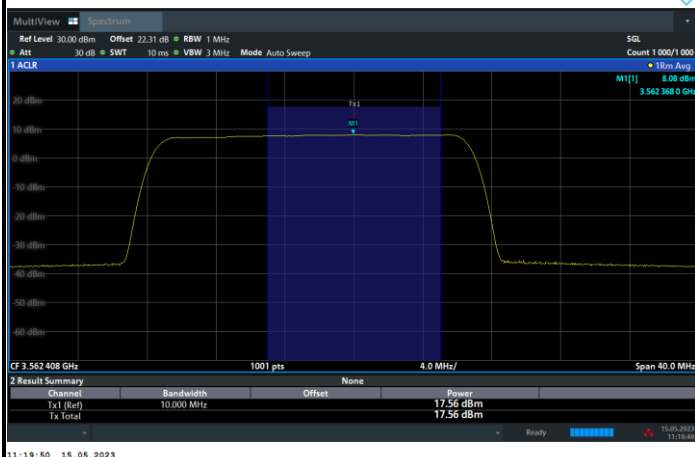 MultiView Spectrum
Ref Level 30.00 dBm Offset 22.31 dB RBW 1 MHz SGL
Att 30 dB SWT 10 ms VBW 3 MHz Mode Auto Sweep Count 1 000/1 000
1 ACLR 1Rm Avg
M1[1] 8.08 dBm
3.562 368 0 GHz
20 dBm
Tx1
10 dBm
M1
0 dBm
-10 dBm
-20 dBm
-30 dBm
-40 dBm
-50 dBm
-60 dBm
CF 3.562 408 GHz 1001 pts 4.0 MHz/ Span 40.0 MHz
2 Result Summary None
Channel Bandwidth Offset Power
Tx1 (Ref) 10.000 MHz 17.56 dBm
Tx Total 17.56 dBm
Ready 15.05.2023
11:19:49
11:19:50 15.05.2023